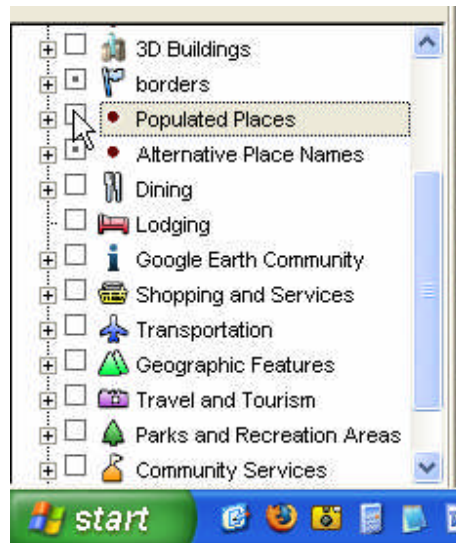 3D Buildings
borders
Populated Places
Alternative Place Names
Dining
Lodging
Google Earth Community
Shopping and Services
Transportation
Geographic Features
Travel and Tourism
Parks and Recreation Areas
Community Services
start